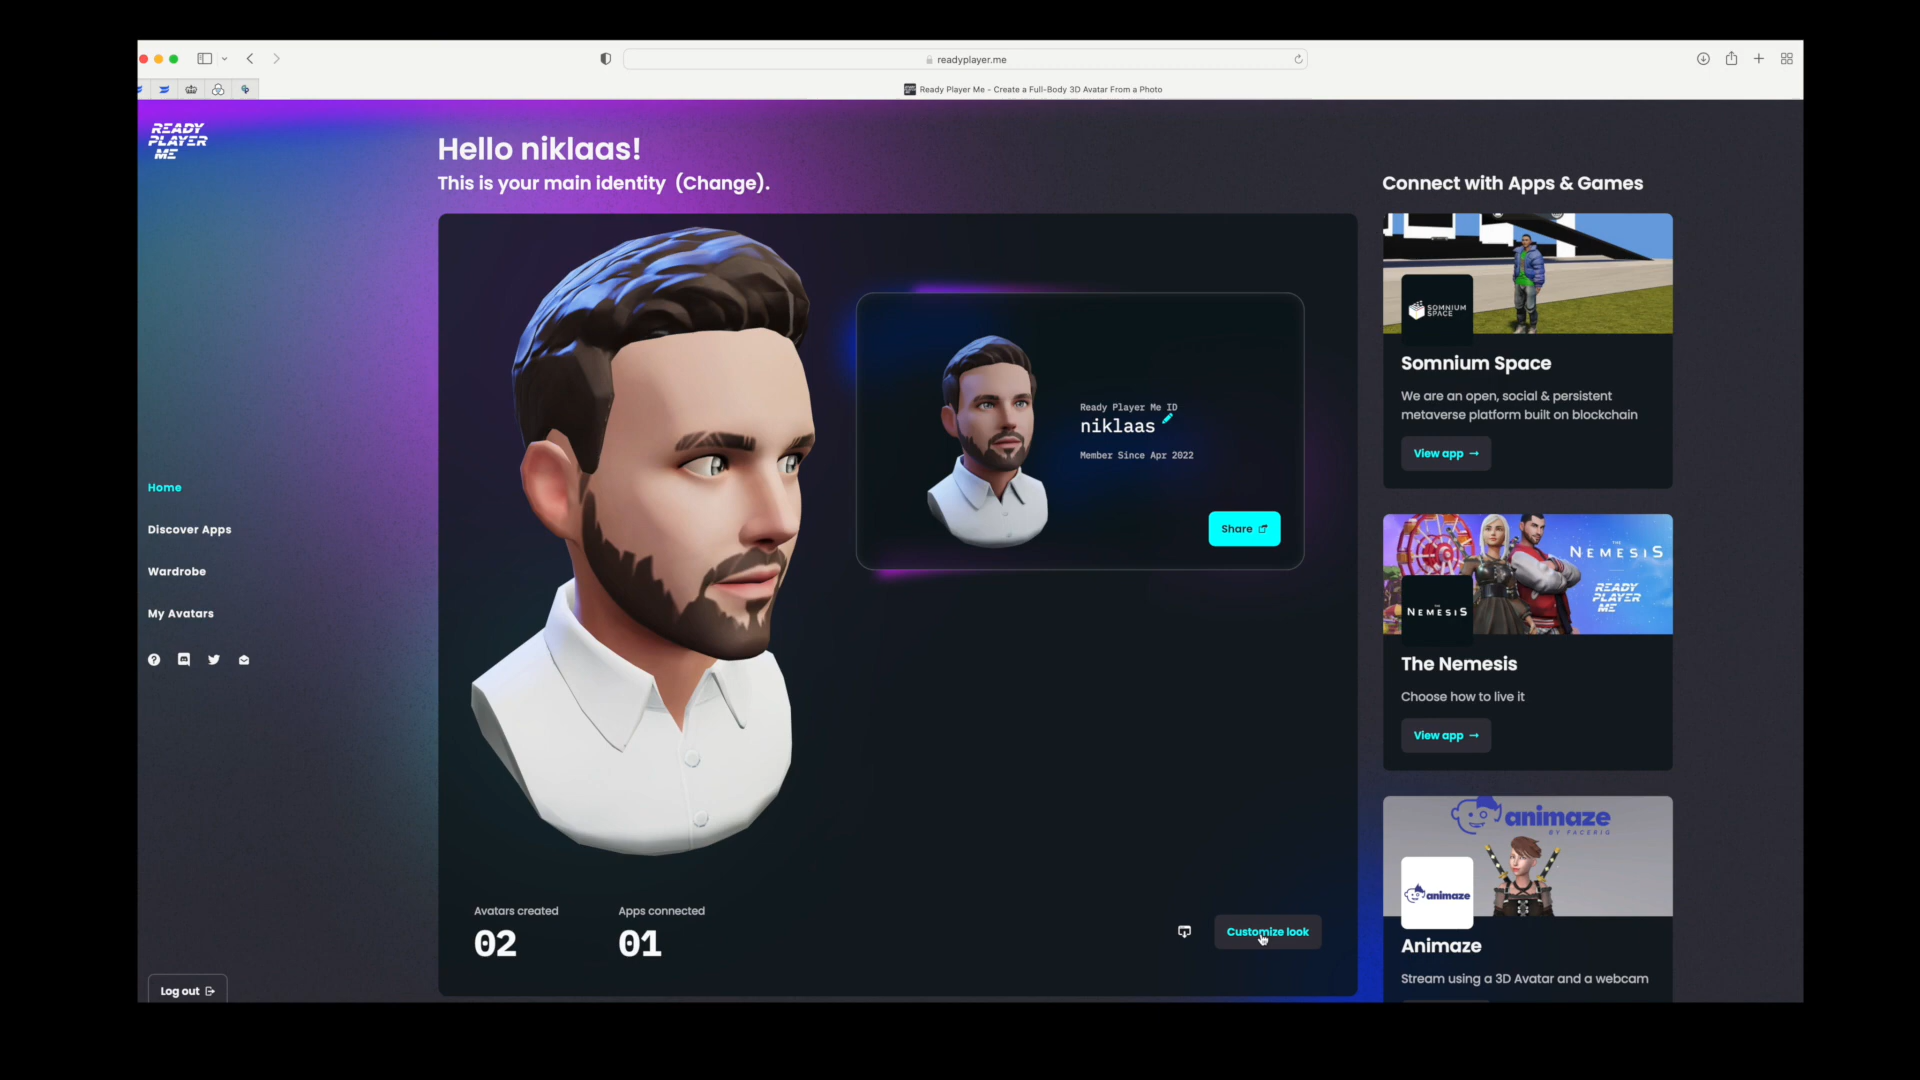 readyplayer.me
Ready Player Me - Create a Full-Body 3D Avatar From a Photo
READY
PLAYER
ME
Hello niklaas!
This is your main identity (Change).
Connect with Apps & Games
SOMNIUM
SPACE
Somnium Space
We are an open, social & persistent
metaverse platform built on blockchain
View app →
Ready Player Me ID
niklaas
Member Since Apr 2022
Share
Home
Discover Apps
Wardrobe
My Avatars
THE
NEMESIS
READY
PLAYER
ME
THE
NEMESIS
The Nemesis
Choose how to live it
View app →
animaze
BY FACERIG
animaze
Animaze
Stream using a 3D Avatar and a webcam
Avatars created
02
Apps connected
01
Customize look
Log out